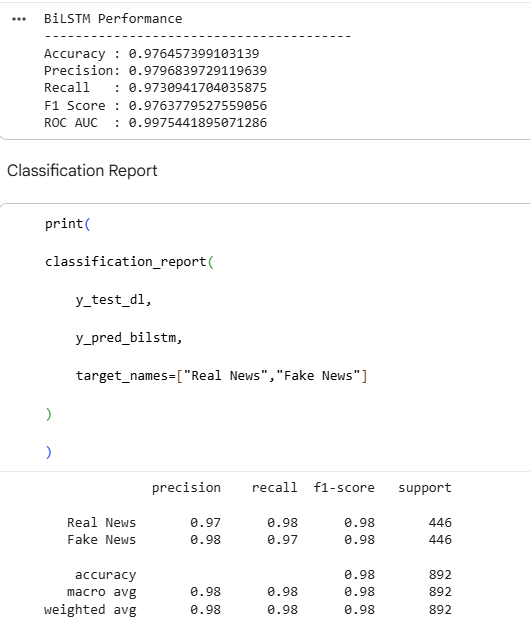 BiLSTM Performance
---------------------------------------
Accuracy : 0.976457399103139
Precision: 0.9796839729119639
Recall   : 0.9730941704035875
F1 Score : 0.9763779527559056
ROC AUC  : 0.9975441895071286
Classification Report
print(
classification_report(
    y_test_dl,
    y_pred_bilstm,
    target_names=["Real News","Fake News"]
)
)
              precision    recall  f1-score   support
   Real News       0.97      0.98      0.98       446
   Fake News       0.98      0.97      0.98       446
    accuracy                           0.98       892
   macro avg       0.98      0.98      0.98       892
weighted avg       0.98      0.98      0.98       892